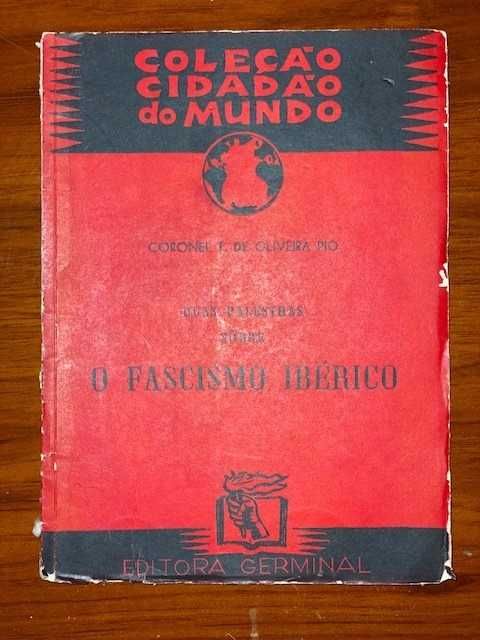 COLEÇÃO
CIDADÃO
do MUNDO
CORONEL F. DE OLIVEIRA PIO
DUAS PALESTRAS
SÔBRE
O FASCISMO IBÉRICO
EDITORA GERMINAL